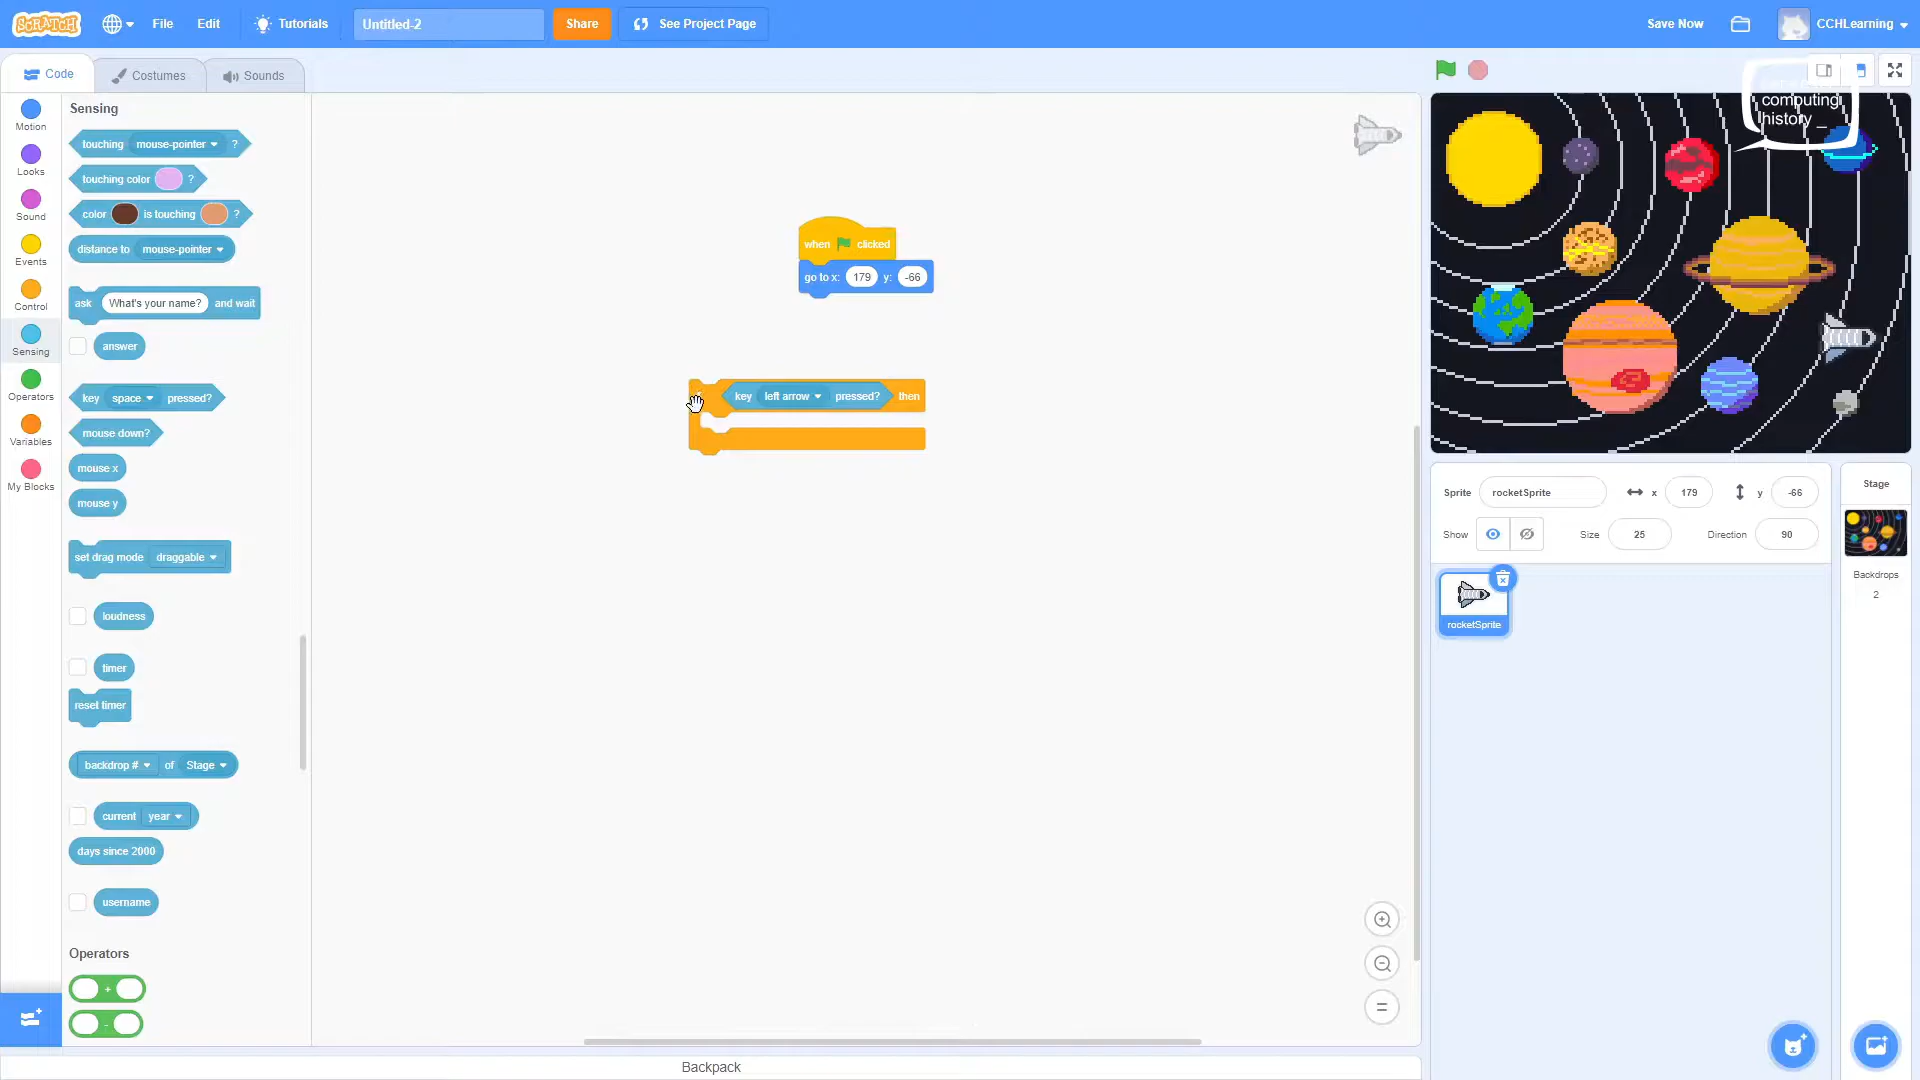 SCRATCH
File
Edit
Tutorials
Untitled-2
Share
See Project Page
Save Now
CCHLearning
Code
Costumes
Sounds
Motion
Looks
Sound
Events
Control
Sensing
Operators
Variables
My Blocks
Sensing
touching mouse-pointer ?
touching color ?
color is touching ?
distance to mouse-pointer
ask What's your name? and wait
answer
key space pressed?
mouse down?
mouse x
mouse y
set drag mode draggable
loudness
timer
reset timer
backdrop # of Stage
current year
days since 2000
username
Operators
+
-
when clicked
go to x: 179 y: -66
key left arrow pressed? then
computing
history _
Sprite rocketSprite x 179 y -66
Show Size 25 Direction 90
rocketSprite
Stage
Backdrops
2
Backpack